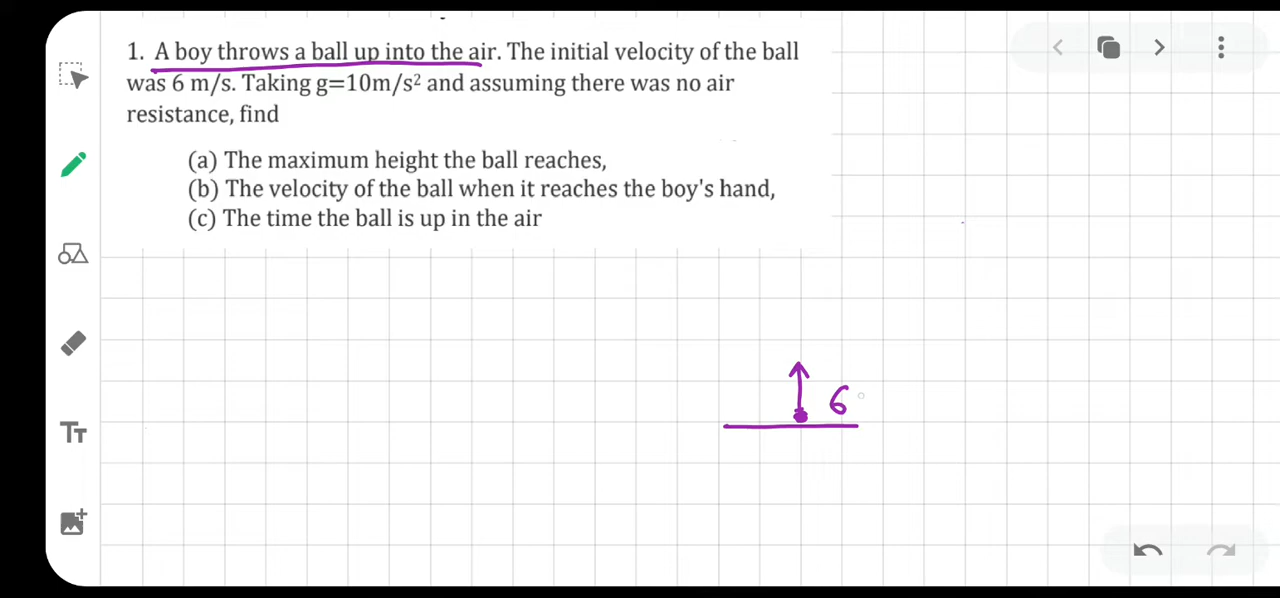 1. A boy throws a ball up into the air. The initial velocity of the ball
was 6 m/s. Taking g=10m/s² and assuming there was no air
resistance, find
(a) The maximum height the ball reaches,
(b) The velocity of the ball when it reaches the boy's hand,
(c) The time the ball is up in the air
6
Tт